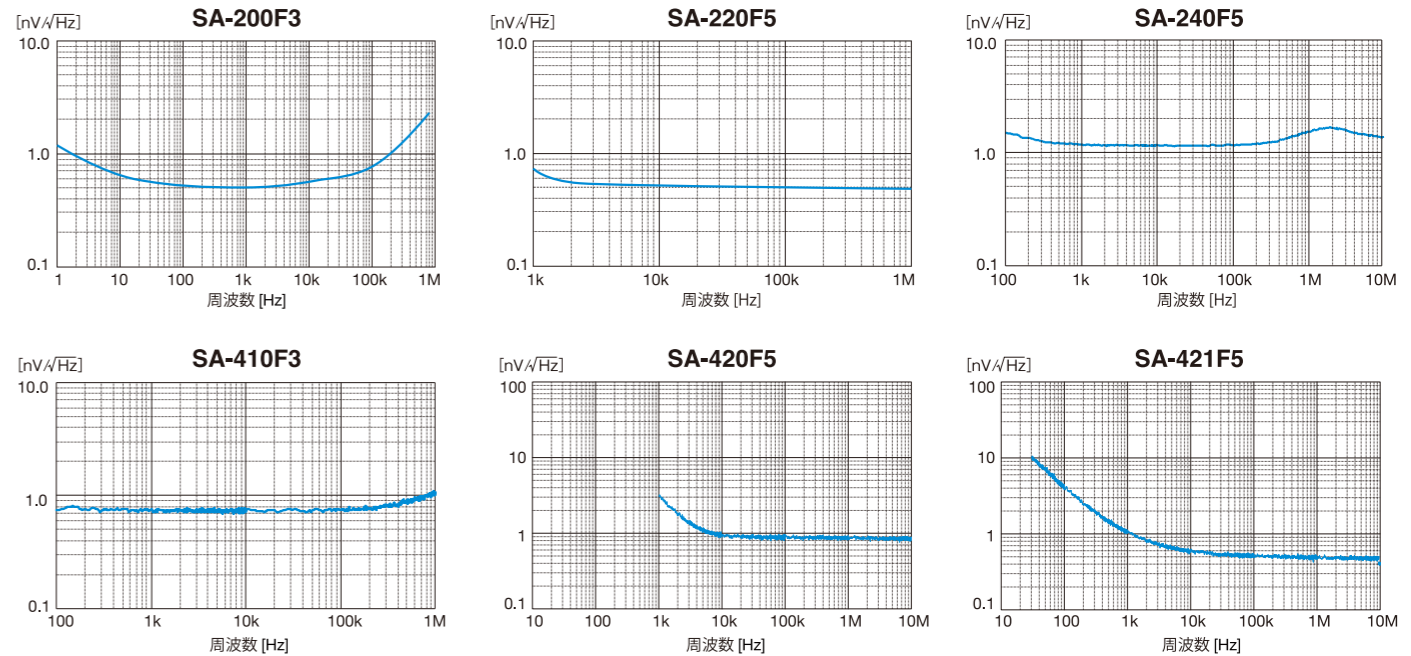 [nV/√Hz] SA-200F3
10.0
1.0
0.1
1 10 100 1k 10k 100k 1M
周波数 [Hz]
[nV/√Hz] SA-220F5
10.0
1.0
0.1
1k 10k 100k 1M
周波数 [Hz]
[nV/√Hz] SA-240F5
10.0
1.0
0.1
100 1k 10k 100k 1M 10M
周波数 [Hz]
[nV/√Hz] SA-410F3
10.0
1.0
0.1
100 1k 10k 100k 1M
周波数 [Hz]
[nV/√Hz] SA-420F5
100
10
1
0.1
10 100 1k 10k 100k 1M 10M
周波数 [Hz]
[nV/√Hz] SA-421F5
100
10
1
0.1
10 100 1k 10k 100k 1M 10M
周波数 [Hz]